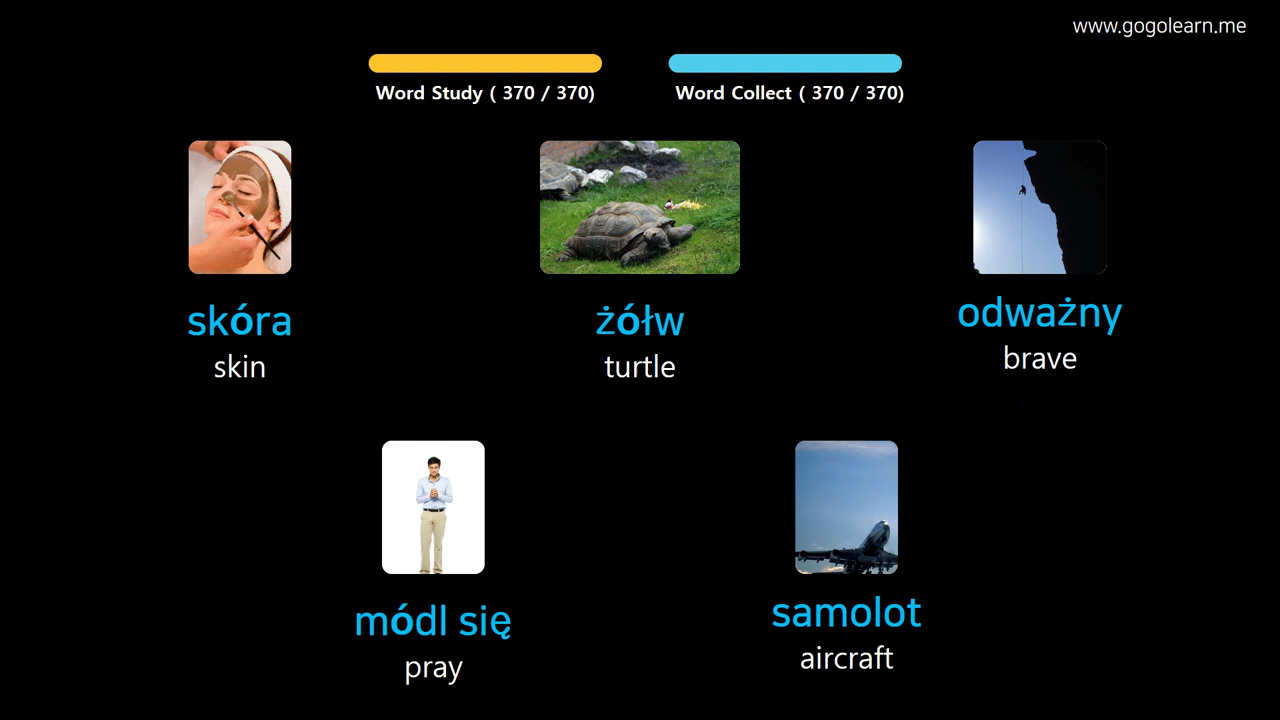 www.gogolearn.me
Word Study ( 370 / 370)
Word Collect ( 370 / 370)
skóra
skin
żółw
turtle
odważny
brave
módl się
pray
samolot
aircraft